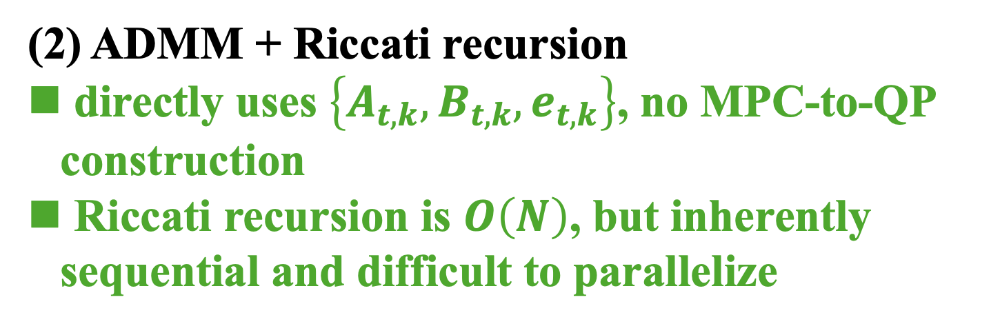 (2) ADMM + Riccati recursion
■ directly uses {A_{t,k}, B_{t,k}, e_{t,k}}, no MPC-to-QP
construction
■ Riccati recursion is O(N), but inherently
sequential and difficult to parallelize